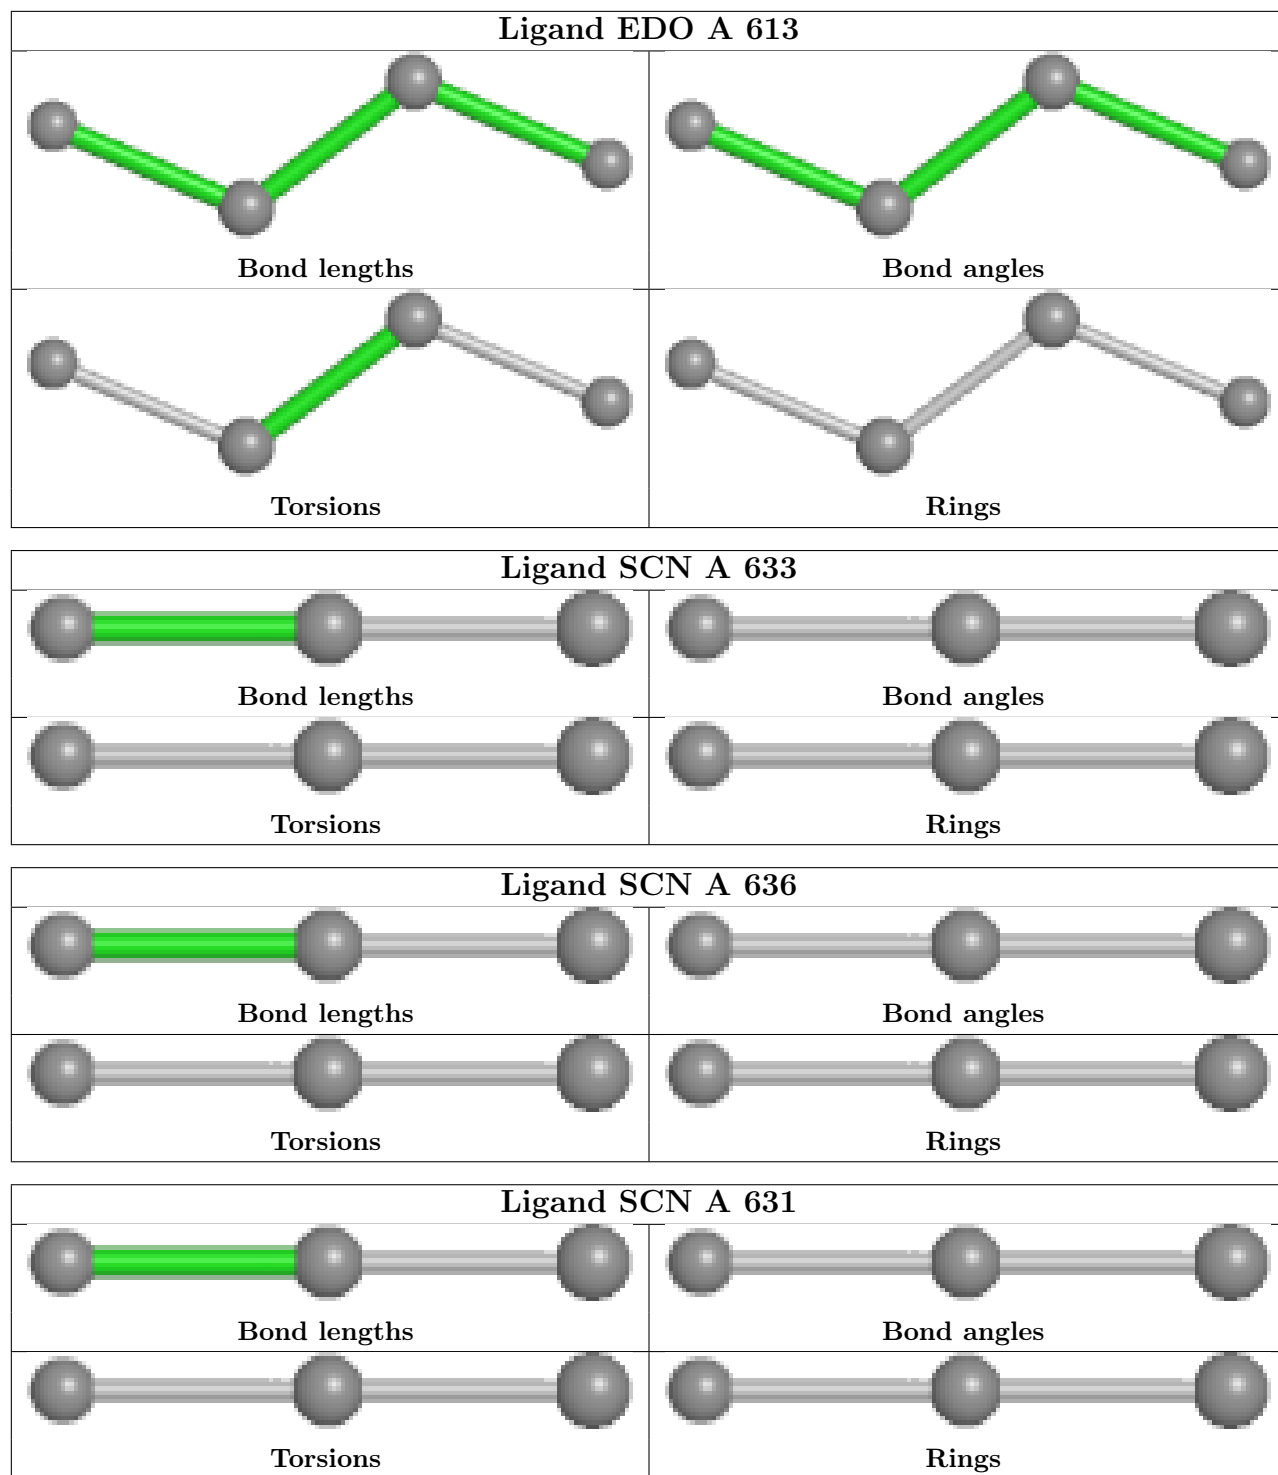 Ligand EDO A 613
Bond lengths
Bond angles
Torsions
Rings
Ligand SCN A 633
Bond lengths
Bond angles
Torsions
Rings
Ligand SCN A 636
Bond lengths
Bond angles
Torsions
Rings
Ligand SCN A 631
Bond lengths
Bond angles
Torsions
Rings